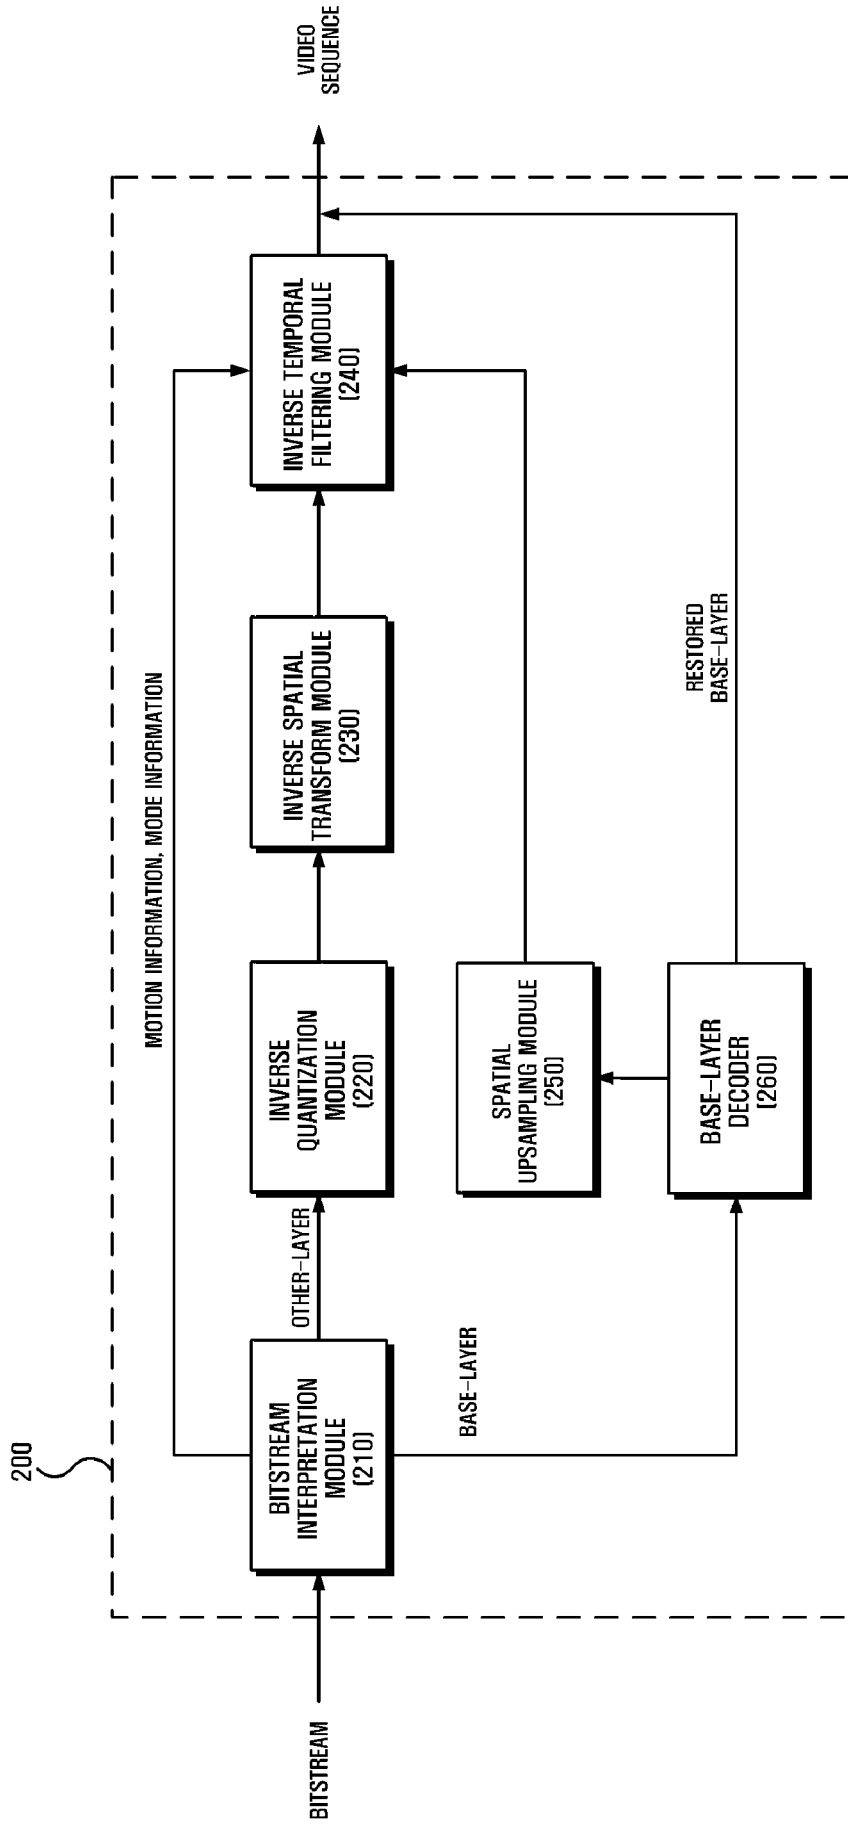 200
MOTION INFORMATION, MODE INFORMATION
BITSTREAM
BITSTREAM
INTERPRETATION
MODULE
(210)
OTHER-LAYER
INVERSE
QUANTIZATION
MODULE
(220)
INVERSE SPATIAL
TRANSFORM MODULE
(230)
INVERSE TEMPORAL
FILTERING MODULE
(240)
VIDEO
SEQUENCE
BASE-LAYER
SPATIAL
UPSAMPLING MODULE
(250)
BASE-LAYER
DECODER
(260)
RESTORED
BASE-LAYER